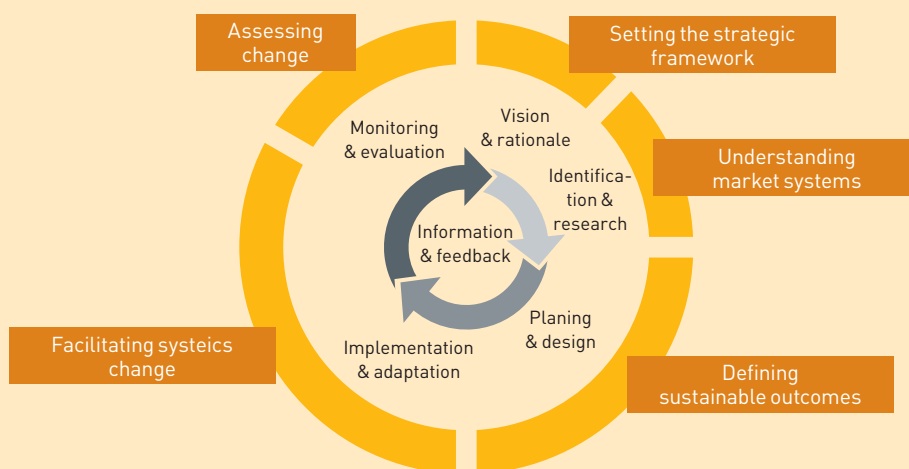 Assessing
change
Setting the strategic
framework
Monitoring
& evaluation
Vision
& rationale
Understanding
market systems
Identifica-
tion &
research
Information
& feedback
Planing
& design
Implementation
& adaptation
Facilitating systeics
change
Defining
sustainable outcomes